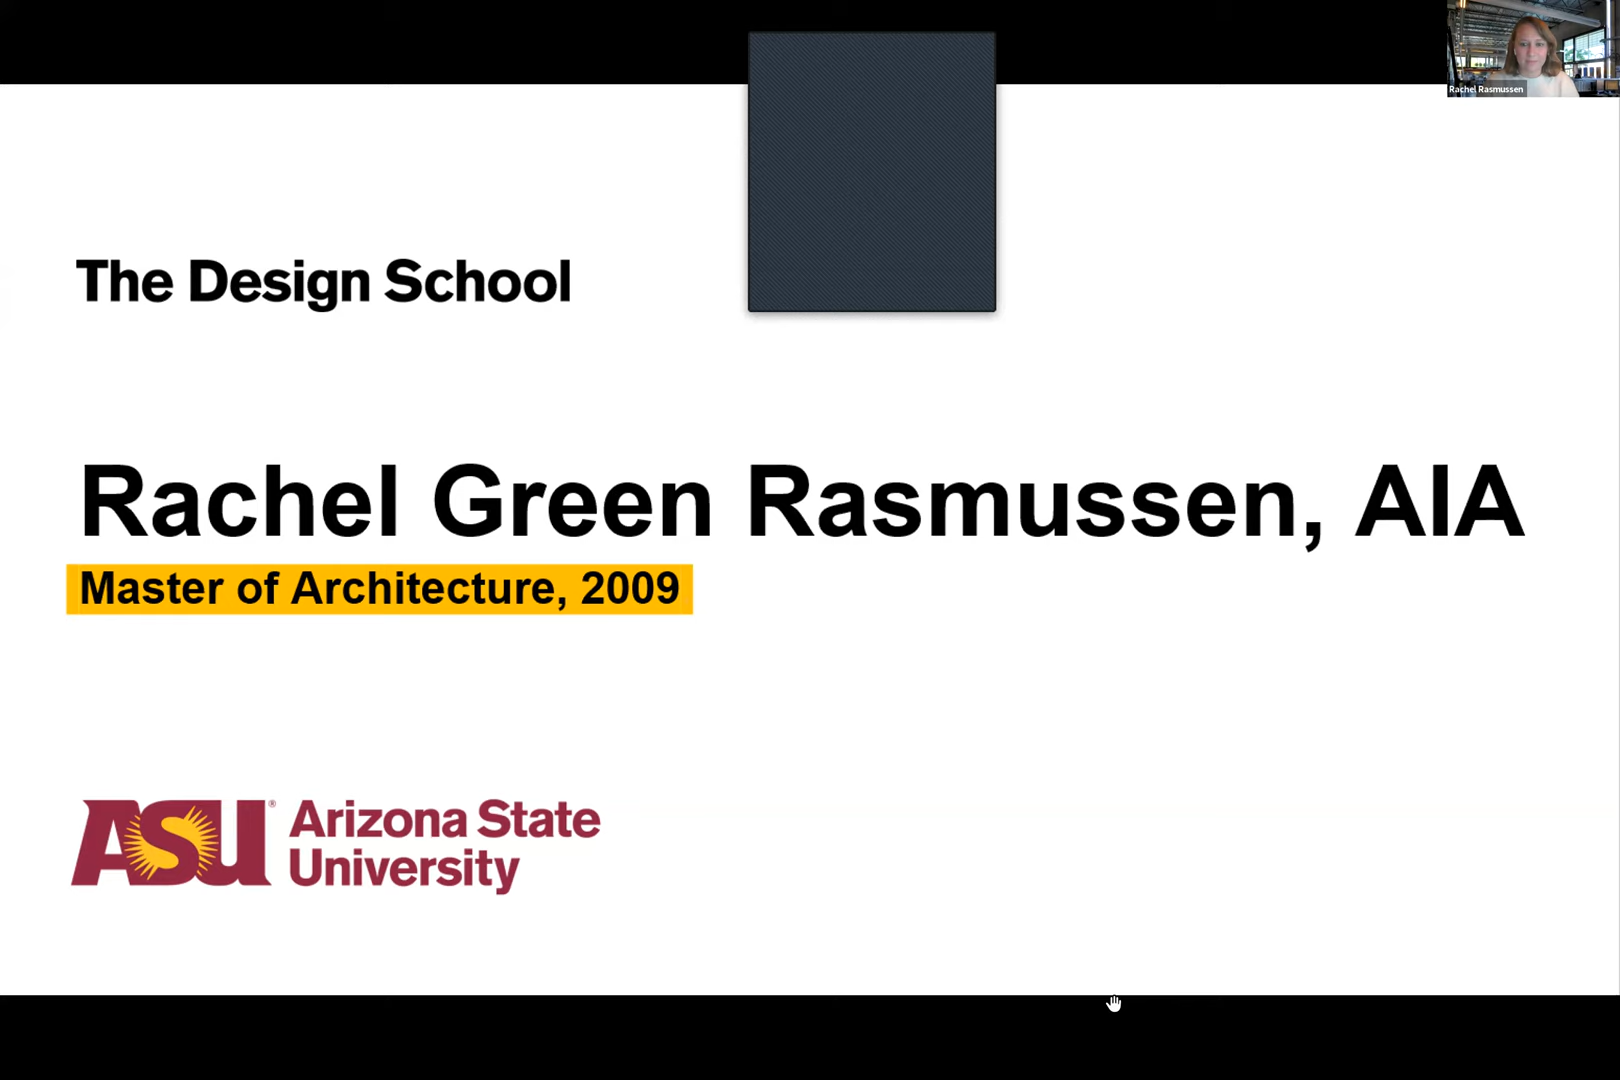 Rachel Rasmussen
The Design School
Rachel Green Rasmussen, AIA
Master of Architecture, 2009
ASU® Arizona State
University